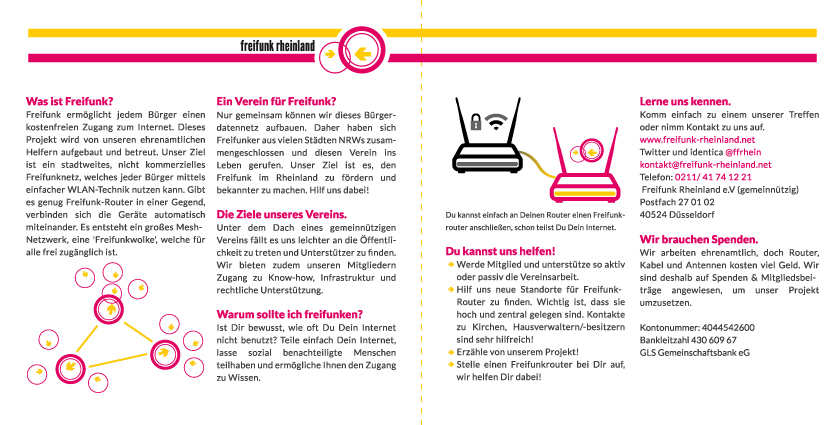 freifunk rheinland
Was ist Freifunk?
Freifunk ermöglicht jedem Bürger einen
kostenfreien Zugang zum Internet. Dieses
Projekt wird von unseren ehrenamtlichen
Helfern aufgebaut und betreut. Unser Ziel
ist ein stadtweites, nicht kommerzielles
Freifunknetz, welches jeder Bürger mittels
einfacher WLAN-Technik nutzen kann. Gibt
es genug Freifunk-Router in einer Gegend,
verbinden sich die Geräte automatisch
miteinander. Es entsteht ein großes Mesh-
Netzwerk, eine 'Freifunkwolke', welche für
alle frei zugänglich ist.
Ein Verein für Freifunk?
Nur gemeinsam können wir dieses Bürger-
datennetz aufbauen. Daher haben sich
Freifunker aus vielen Städten NRWs zusam-
mengeschlossen und diesen Verein ins
Leben gerufen. Unser Ziel ist es, den
Freifunk im Rheinland zu fördern und
bekannter zu machen. Hilf uns dabei!
Die Ziele unseres Vereins.
Unter dem Dach eines gemeinnützigen
Vereins fällt es uns leichter an die Öffentli-
chkeit zu treten und Unterstützer zu finden.
Wir bieten zudem unseren Mitgliedern
Zugang zu Know-how, Infrastruktur und
rechtliche Unterstützung.
Warum sollte ich freifunken?
Ist Dir bewusst, wie oft Du Dein Internet
nicht benutzt? Teile einfach Dein Internet,
lasse sozial benachteiligte Menschen
teilhaben und ermögliche Ihnen den Zugang
zu Wissen.
Du kannst einfach an Deinen Router einen Freifunk-
router anschließen, schon teilst Du Dein Internet.
Du kannst uns helfen!
Werde Mitglied und unterstütze so aktiv
oder passiv die Vereinsarbeit.
Hilf uns neue Standorte für Freifunk-
Router zu finden. Wichtig ist, dass sie
hoch und zentral gelegen sind. Kontakte
zu Kirchen, Hausverwaltern/-besitzern
sind sehr hilfreich!
Erzähle von unserem Projekt!
Stelle einen Freifunkrouter bei Dir auf,
wir helfen Dir dabei!
Lerne uns kennen.
Komm einfach zu einem unserer Treffen
oder nimm Kontakt zu uns auf.
www.freifunk-rheinland.net
Twitter und identica @ffrhein
kontakt@freifunk-rheinland.net
Telefon: 0211/ 41 74 12 21
Freifunk Rheinland e.V (gemeinnützig)
Postfach 27 01 02
40524 Düsseldorf
Wir brauchen Spenden.
Wir arbeiten ehrenamtlich, doch Router,
Kabel und Antennen kosten viel Geld. Wir
sind deshalb auf Spenden & Mitgliedsbei-
träge angewiesen, um unser Projekt
umzusetzen.
Kontonummer: 4044542600
Bankleitzahl 430 609 67
GLS Gemeinschaftsbank eG